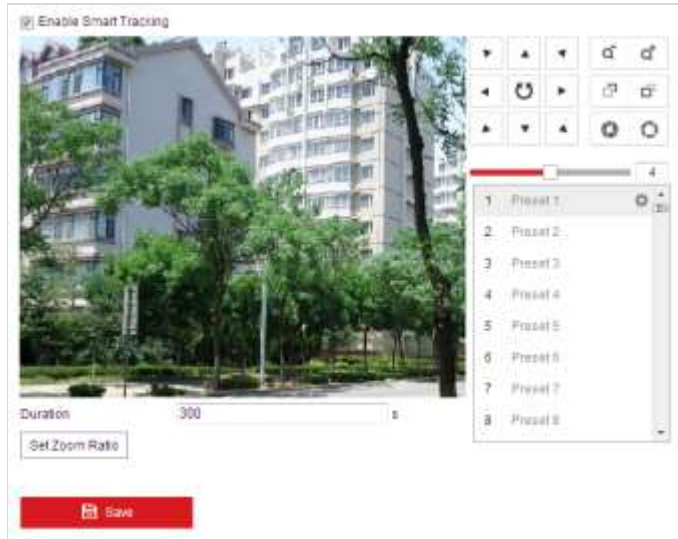 Enable Smart Tracking
4
1 Preset 1
2 Preset 2
3 Preset 3
4 Preset 4
5 Preset 5
6 Preset 6
7 Preset 7
8 Preset 8
Duration 300 s
Set Zoom Ratio
Save